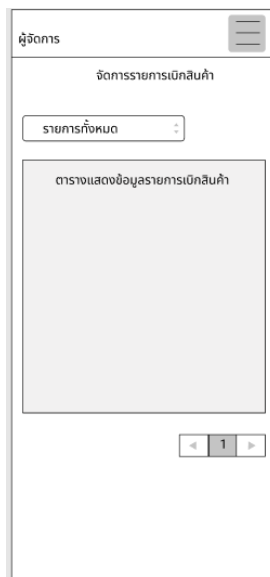 ผู้จัดการ
จัดการรายการเบิกสินค้า
รายการทั้งหมด
ตารางแสดงข้อมูลรายการเบิกสินค้า
1